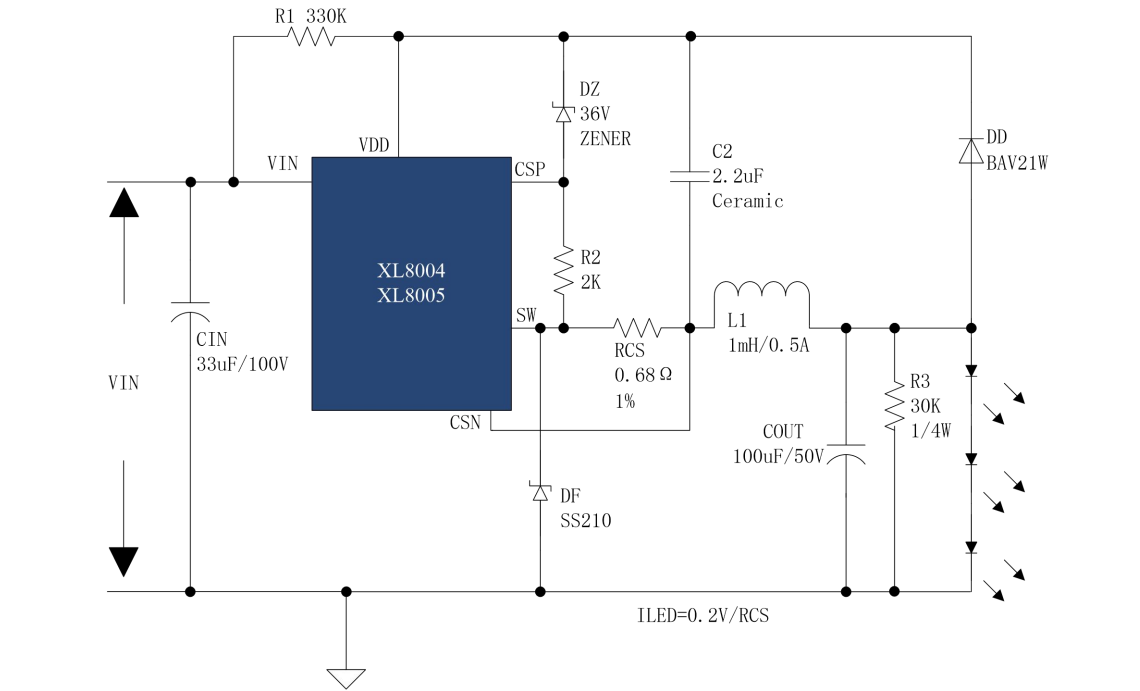 R1 330K
DZ
36V
ZENER
VDD
VIN
CSP
DD
BAV21W
C2
2.2uF
Ceramic
R2
2K
XL8004
XL8005
SW
L1
1mH/0.5A
RCS
0.68Ω
1%
CIN
33uF/100V
VIN
R3
30K
1/4W
CSN
COUT
100uF/50V
DF
SS210
ILED=0.2V/RCS